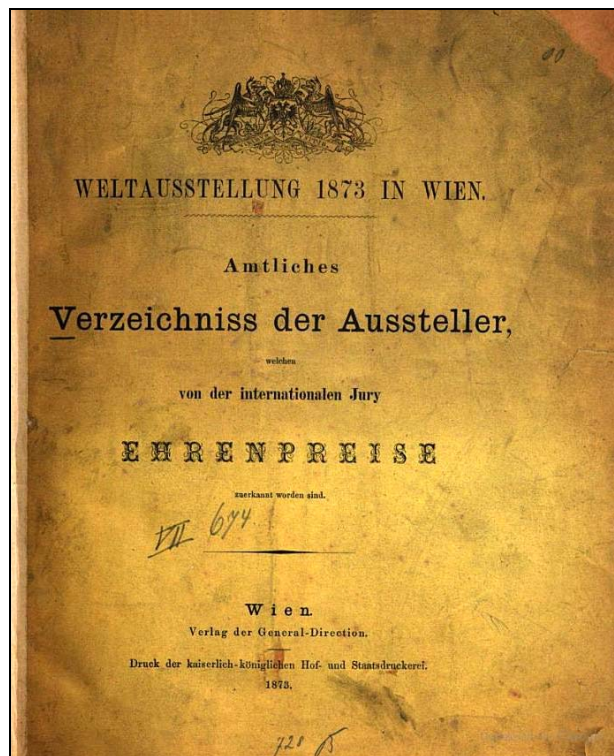 WELTAUSSTELLUNG 1873 IN WIEN.
Amtliches
Verzeichniss der Aussteller,
welchen
von der internationalen Jury
EHRENPREISE
zuerkannt worden sind.
VII 674
Wien.
Verlag der General-Direction.
Druck der kaiserlich-königlichen Hof- und Staatsdruckerei.
1873.
728